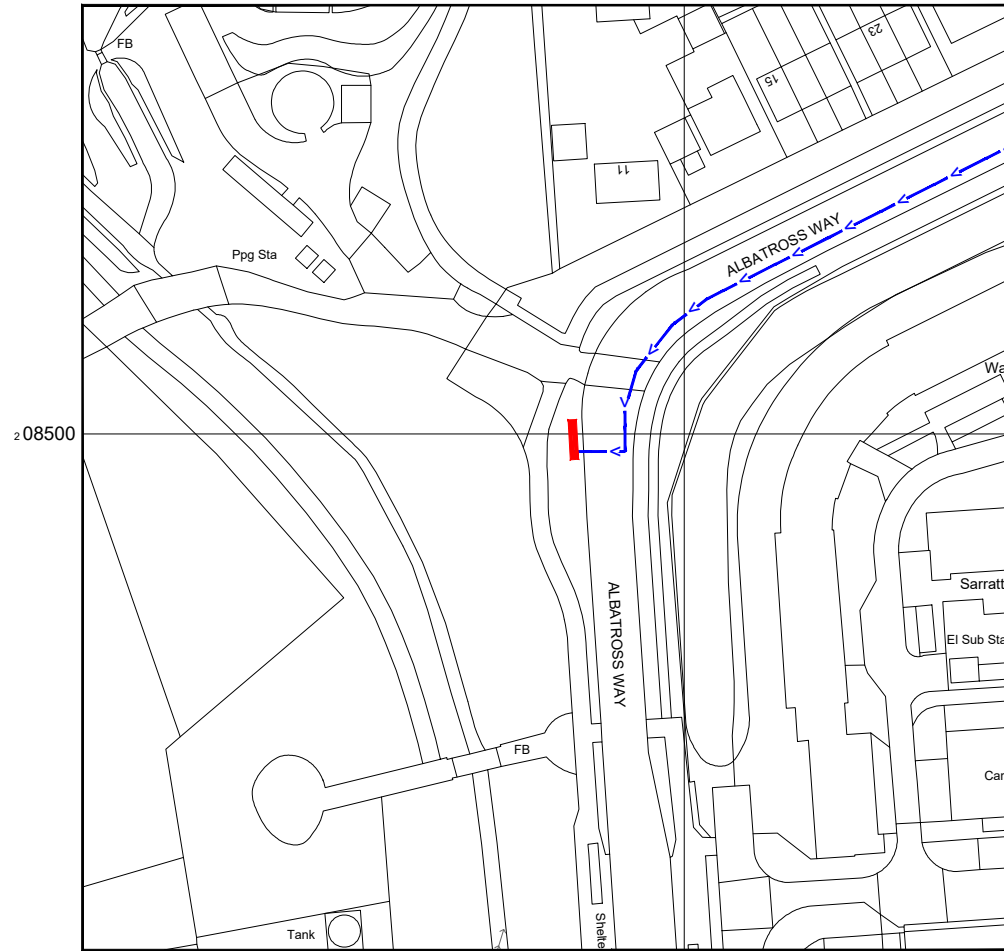 FB
23
15
11
ALBATROSS WAY
Ppg Sta
Wa
208500
Sarratt
ALBATROSS WAY
El Sub Sta
FB
Car
Shelte
Tank